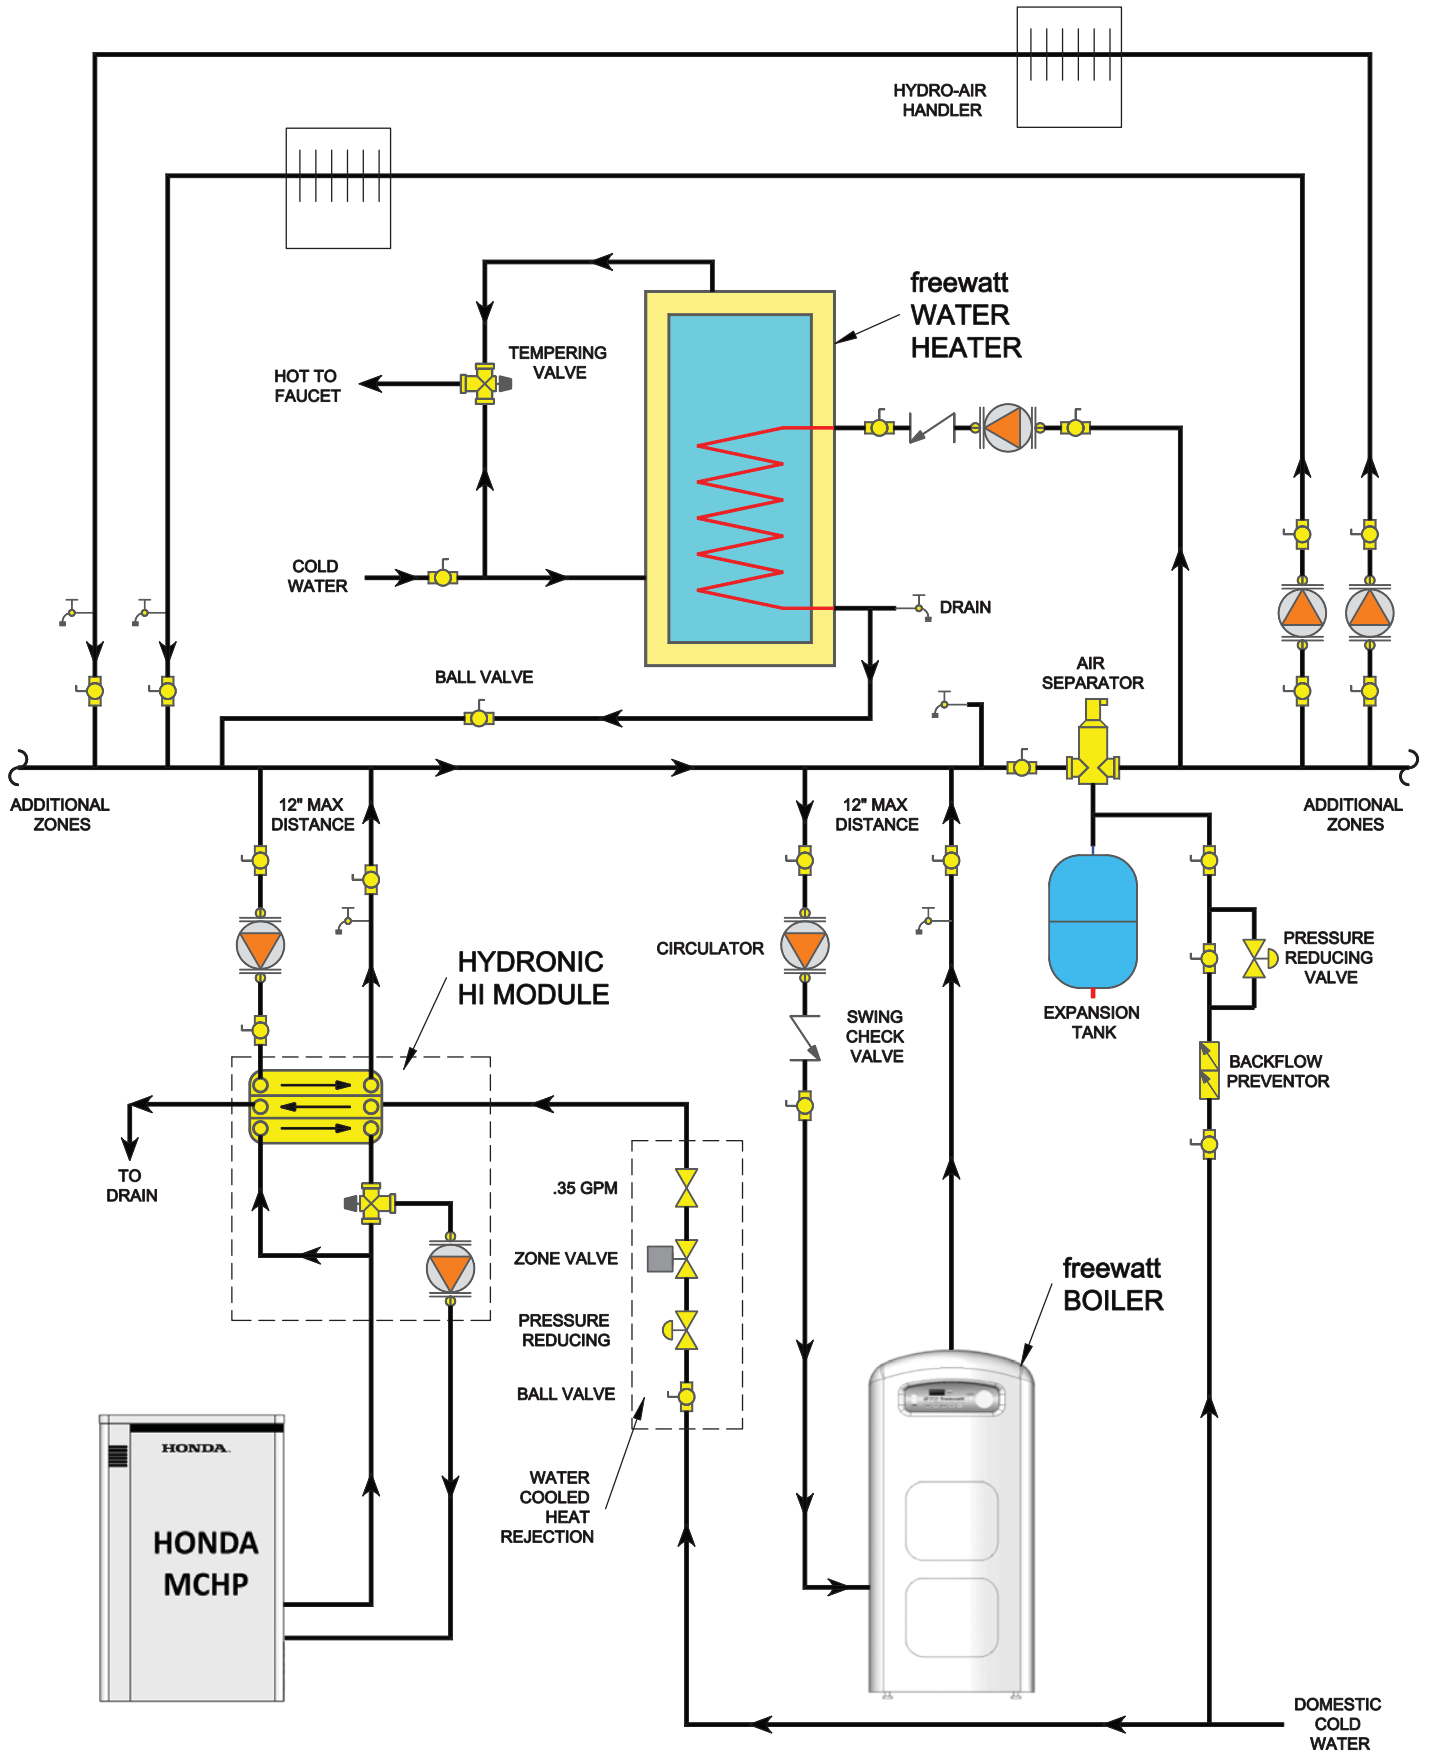 HYDRO-AIR
HANDLER
freewatt
WATER
HEATER
TEMPERING
VALVE
HOT TO
FAUCET
COLD
WATER
DRAIN
BALL VALVE
AIR
SEPARATOR
ADDITIONAL
ZONES
12" MAX
DISTANCE
12" MAX
DISTANCE
ADDITIONAL
ZONES
CIRCULATOR
HYDRONIC
HI MODULE
SWING
CHECK
VALVE
EXPANSION
TANK
PRESSURE
REDUCING
VALVE
BACKFLOW
PREVENTOR
TO
DRAIN
.35 GPM
ZONE VALVE
PRESSURE
REDUCING
BALL VALVE
freewatt
BOILER
WATER
COOLED
HEAT
REJECTION
HONDA
HONDA
MCHP
DOMESTIC
COLD
WATER